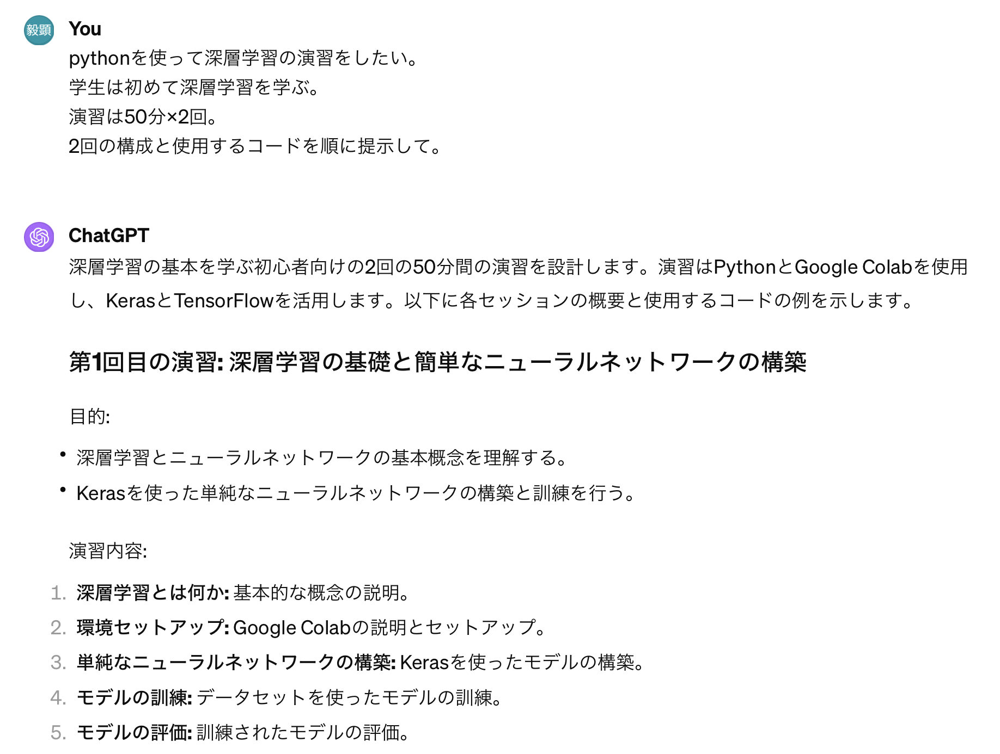 毅顕
You
pythonを使って深層学習の演習をしたい。
学生は初めて深層学習を学ぶ。
演習は50分×2回。
2回の構成と使用するコードを順に提示して。
ChatGPT
深層学習の基本を学ぶ初心者向けの2回の50分間の演習を設計します。演習はPythonとGoogle Colabを使用
し、KerasとTensorFlowを活用します。以下に各セッションの概要と使用するコードの例を示します。
第1回目の演習: 深層学習の基礎と簡単なニューラルネットワークの構築
目的:
• 深層学習とニューラルネットワークの基本概念を理解する。
• Kerasを使った単純なニューラルネットワークの構築と訓練を行う。
演習内容:
1. 深層学習とは何か: 基本的な概念の説明。
2. 環境セットアップ: Google Colabの説明とセットアップ。
3. 単純なニューラルネットワークの構築: Kerasを使ったモデルの構築。
4. モデルの訓練: データセットを使ったモデルの訓練。
5. モデルの評価: 訓練されたモデルの評価。